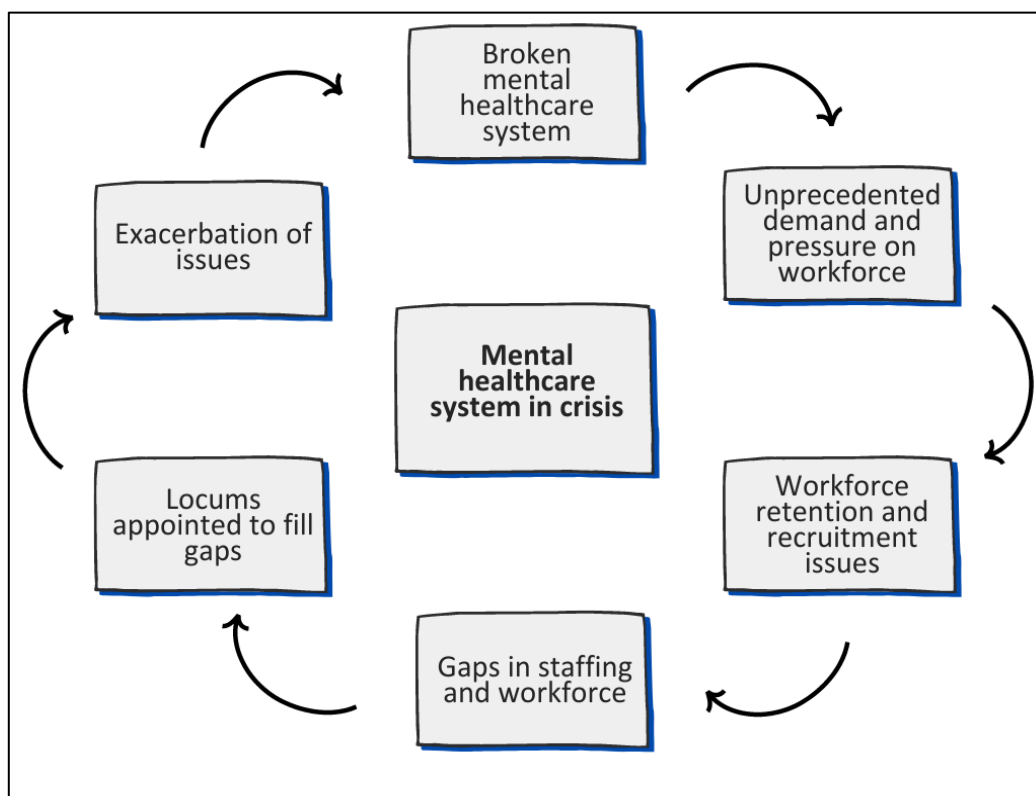 Broken
mental
healthcare
system
Unprecedented
demand and
pressure on
workforce
Workforce
retention and
recruitment
issues
Gaps in staffing
and workforce
Locums
appointed to fill
gaps
Exacerbation of
issues
Mental
healthcare
system in crisis